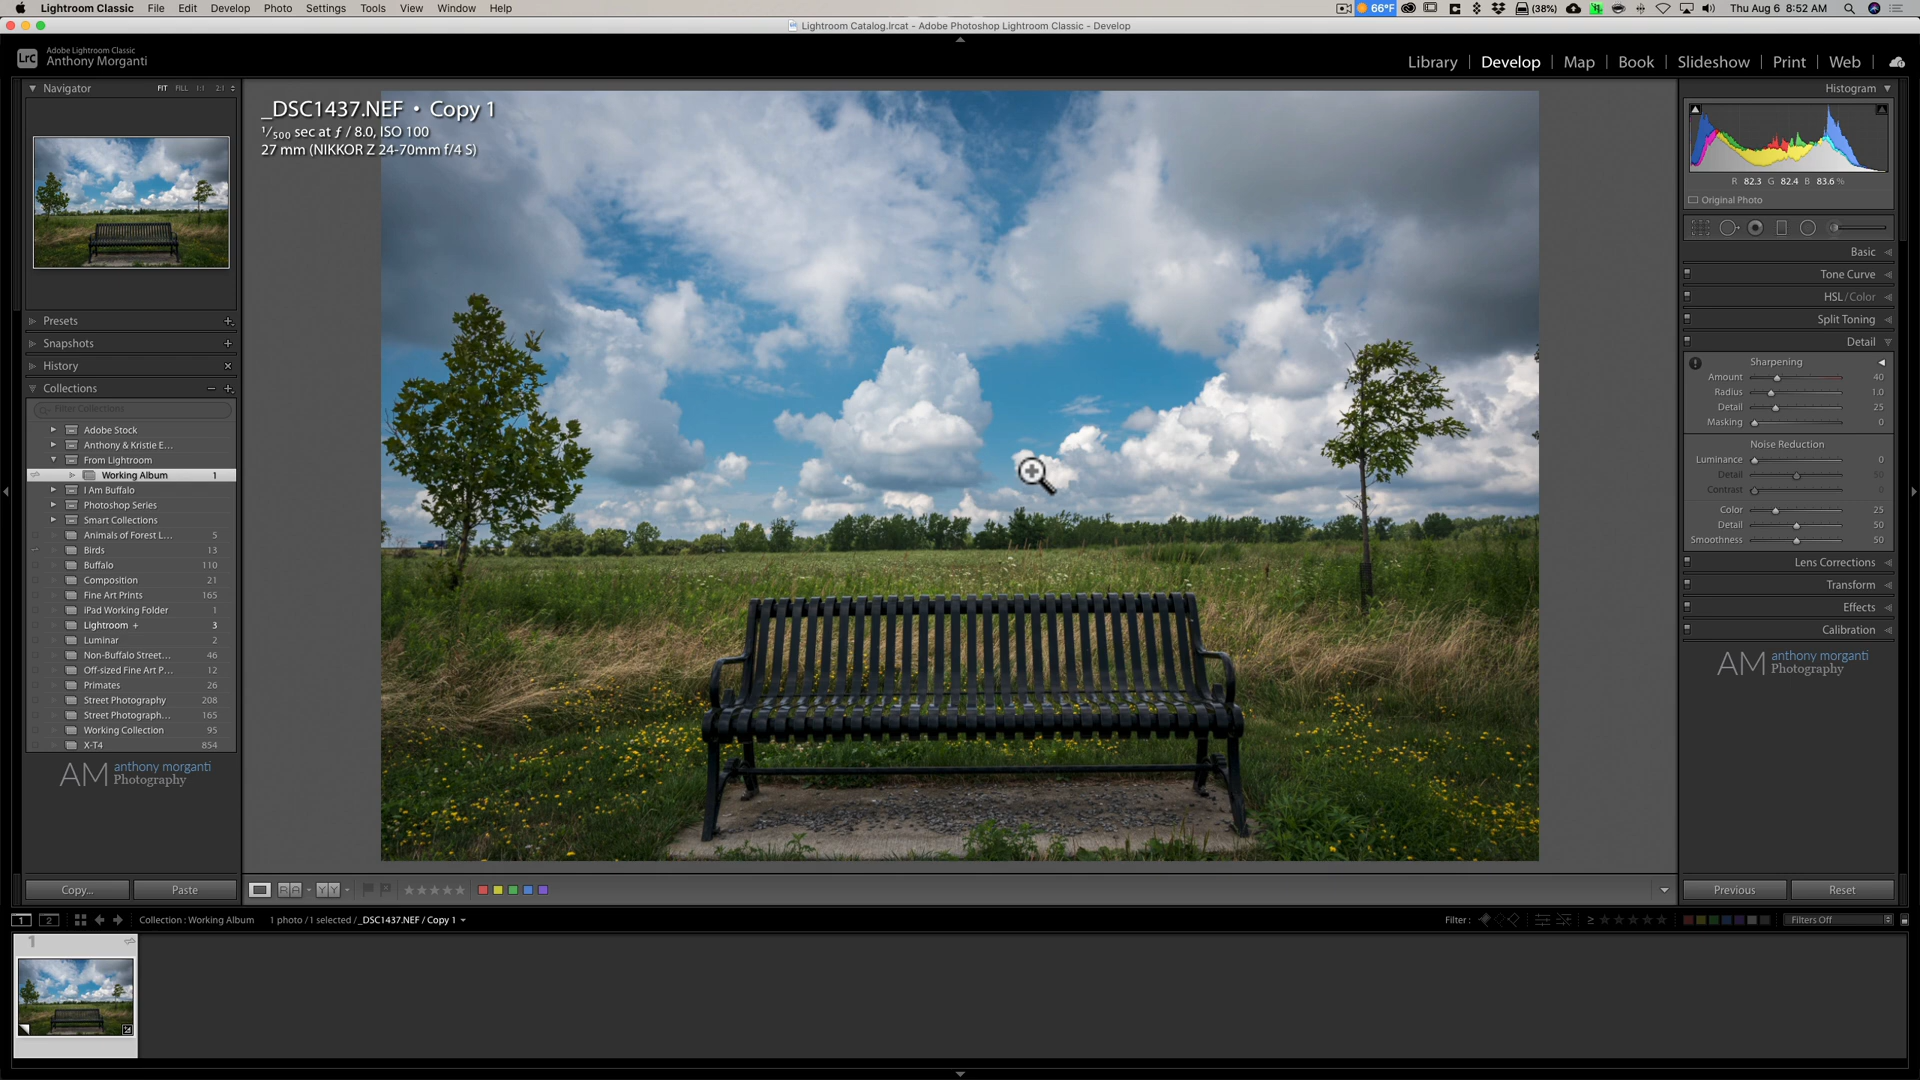 Lightroom Classic File Edit Develop Photo Settings Tools View Window Help
66°F (38%) Thu Aug 6 8:52 AM
Lightroom Catalog.lrcat - Adobe Photoshop Lightroom Classic - Develop
Lrc
Adobe Lightroom Classic
Anthony Morganti
Library | Develop | Map | Book | Slideshow | Print | Web
Navigator FIT FILL 1:1 2:1
Presets
Snapshots
History
Collections
Filter Collections
Adobe Stock
Anthony & Kristie E...
From Lightroom
Working Album 1
I Am Buffalo
Photoshop Series
Smart Collections
Animals of Forest L... 5
Birds 13
Buffalo 110
Composition 21
Fine Art Prints 165
iPad Working Folder 1
Lightroom + 3
Luminar 2
Non-Buffalo Street... 46
Off-sized Fine Art P... 12
Primates 26
Street Photography 208
Street Photograph... 165
Working Collection 95
X-T4 854
AM anthony morganti
Photography
Copy... Paste
_DSC1437.NEF • Copy 1
1/500 sec at ƒ / 8.0, ISO 100
27 mm (NIKKOR Z 24-70mm f/4 S)
Histogram
R 82.3 G 82.4 B 83.6 %
Original Photo
Basic
Tone Curve
HSL / Color
Split Toning
Detail
Sharpening
Amount 40
Radius 1.0
Detail 25
Masking 0
Noise Reduction
Luminance 0
Detail 50
Contrast 0
Color 25
Detail 50
Smoothness 50
Lens Corrections
Transform
Effects
Calibration
AM anthony morganti
Photography
Previous Reset
1 2 Collection : Working Album 1 photo / 1 selected / _DSC1437.NEF / Copy 1
Filter : ≥ Filters Off
1